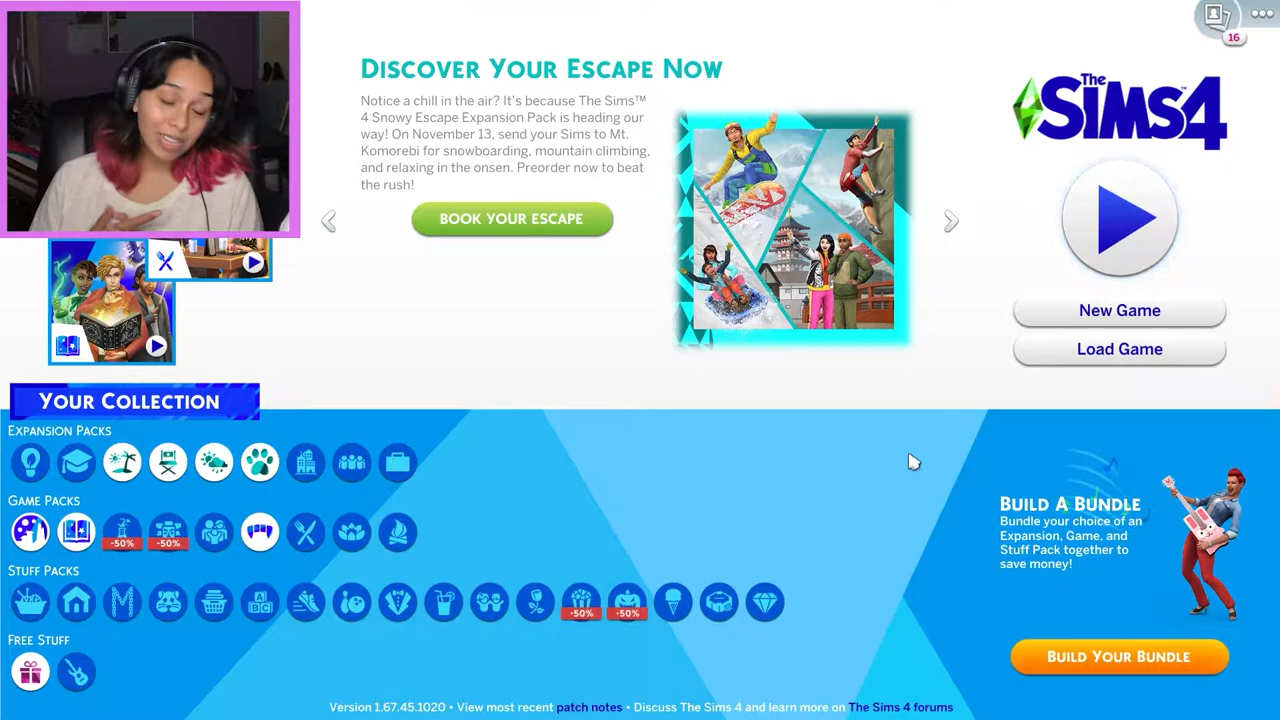 16
DISCOVER YOUR ESCAPE NOW
Notice a chill in the air? It's because The Sims™
4 Snowy Escape Expansion Pack is heading our
way! On November 13, send your Sims to Mt.
Komorebi for snowboarding, mountain climbing,
and relaxing in the onsen. Preorder now to beat
the rush!
BOOK YOUR ESCAPE
The SIMS 4
New Game
Load Game
YOUR COLLECTION
EXPANSION PACKS
GAME PACKS
-50% -50%
STUFF PACKS
ABC
-50% -50%
FREE STUFF
BUILD A BUNDLE
Bundle your choice of an
Expansion, Game, and
Stuff Pack together to
save money!
BUILD YOUR BUNDLE
Version 1.67.45.1020 • View most recent patch notes • Discuss The Sims 4 and learn more on The Sims 4 forums